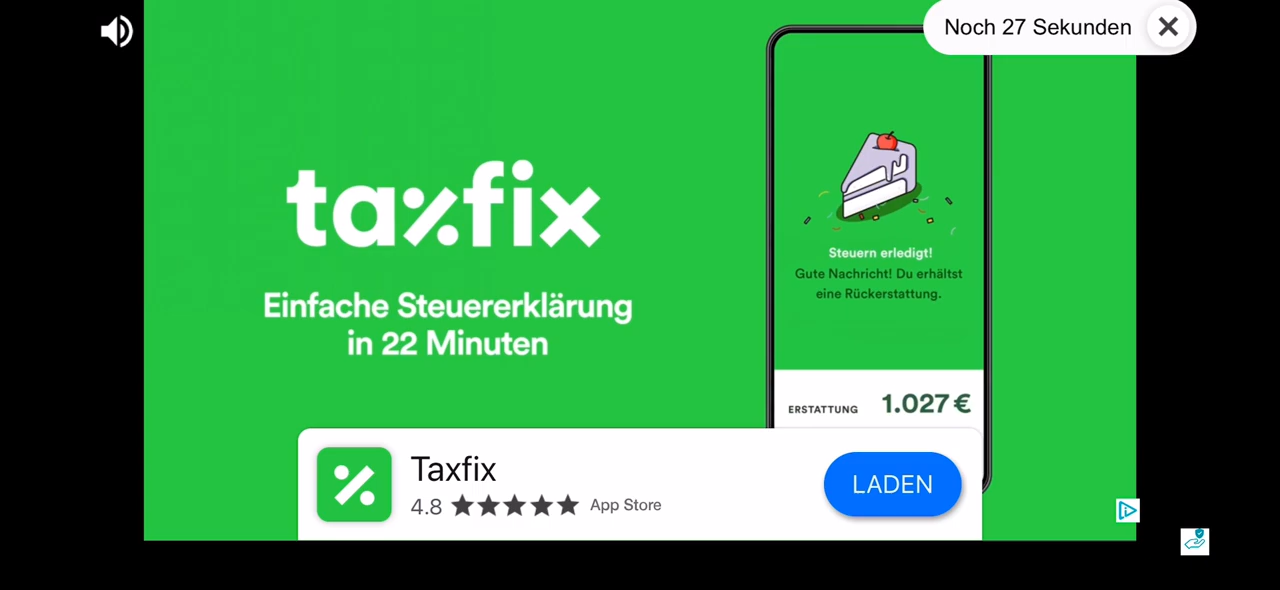 Noch 27 Sekunden
taxfix
Einfache Steuererklärung
in 22 Minuten
Steuern erledigt!
Gute Nachricht! Du erhältst
eine Rückerstattung.
ERSTATTUNG 1.027 €
Taxfix
4.8 ★★★★★ App Store
LADEN